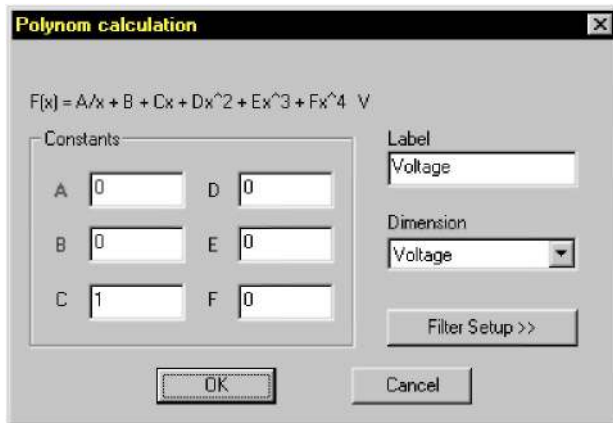 Polynom calculation
F(x) = A/x + B + Cx + Dx^2 + Ex^3 + Fx^4 V
Constants
A 0 D 0
B 0 E 0
C 1 F 0
Label
Voltage
Dimension
Voltage
Filter Setup >>
OK Cancel